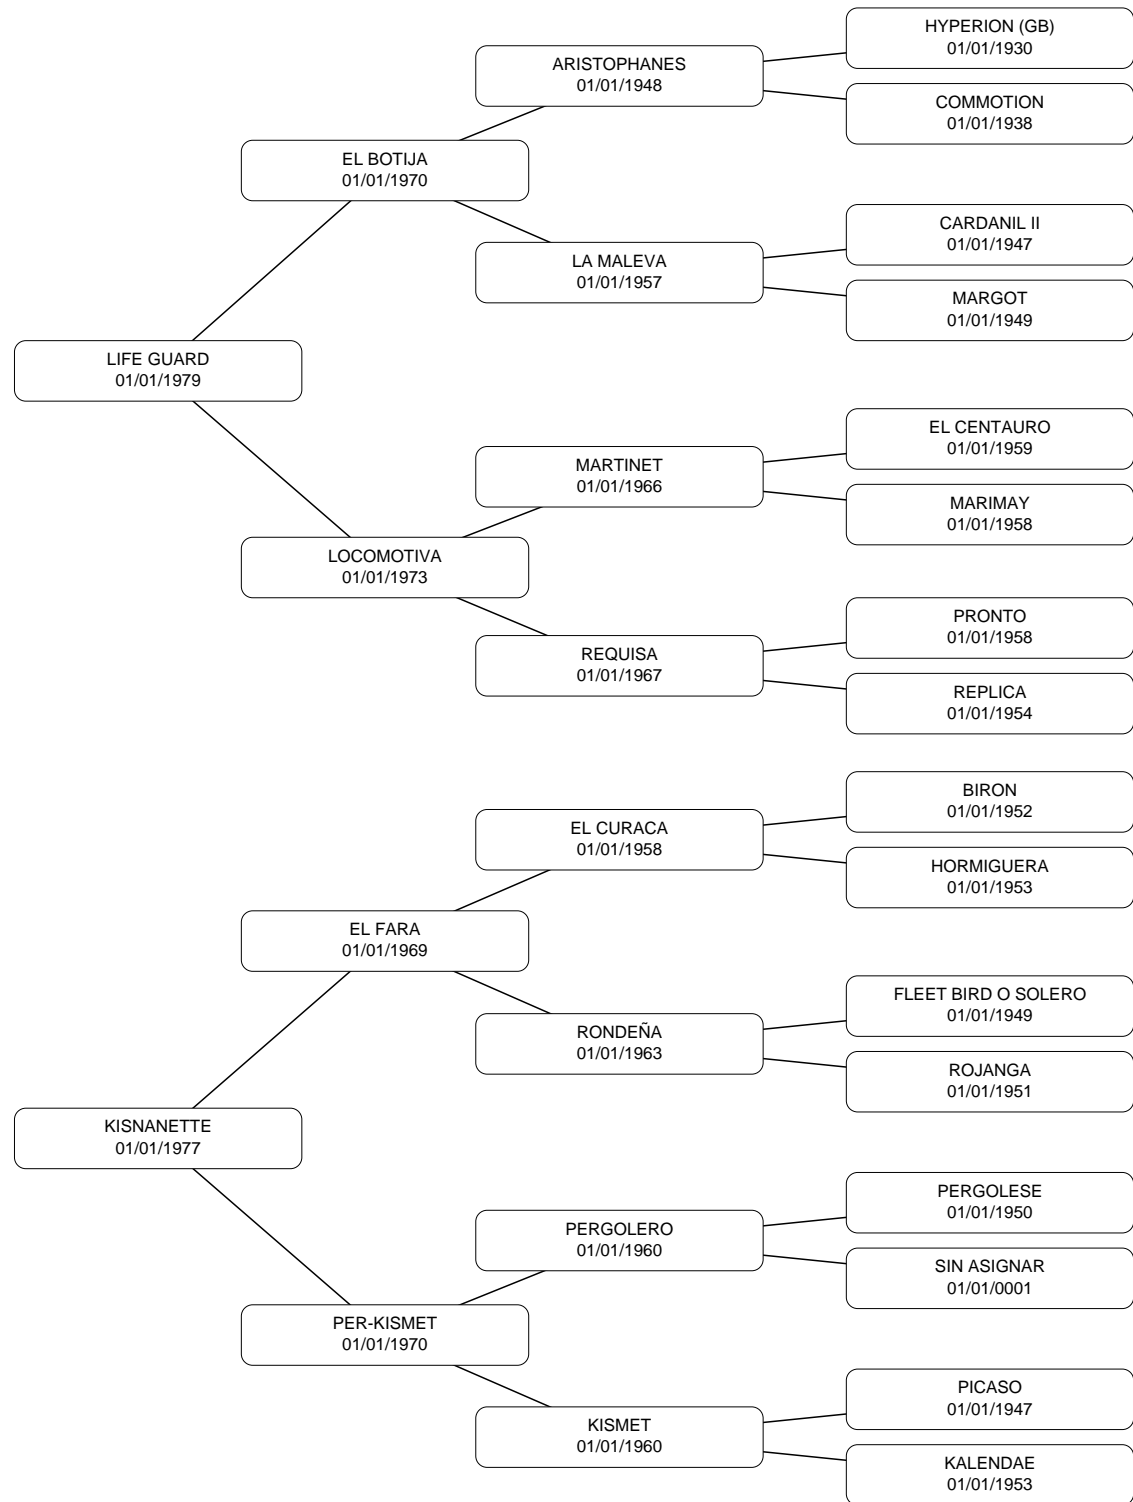 HYPERION (GB)
01/01/1930
ARISTOPHANES
01/01/1948
COMMOTION
01/01/1938
EL BOTIJA
01/01/1970
CARDANIL II
01/01/1947
LA MALEVA
01/01/1957
MARGOT
01/01/1949
LIFE GUARD
01/01/1979
EL CENTAURO
01/01/1959
MARTINET
01/01/1966
MARIMAY
01/01/1958
LOCOMOTIVA
01/01/1973
PRONTO
01/01/1958
REQUISA
01/01/1967
REPLICA
01/01/1954
BIRON
01/01/1952
EL CURACA
01/01/1958
HORMIGUERA
01/01/1953
EL FARA
01/01/1969
FLEET BIRD O SOLERO
01/01/1949
RONDEÑA
01/01/1963
ROJANGA
01/01/1951
KISNANETTE
01/01/1977
PERGOLESE
01/01/1950
PERGOLERO
01/01/1960
SIN ASIGNAR
01/01/0001
PER-KISMET
01/01/1970
PICASO
01/01/1947
KISMET
01/01/1960
KALENDAE
01/01/1953